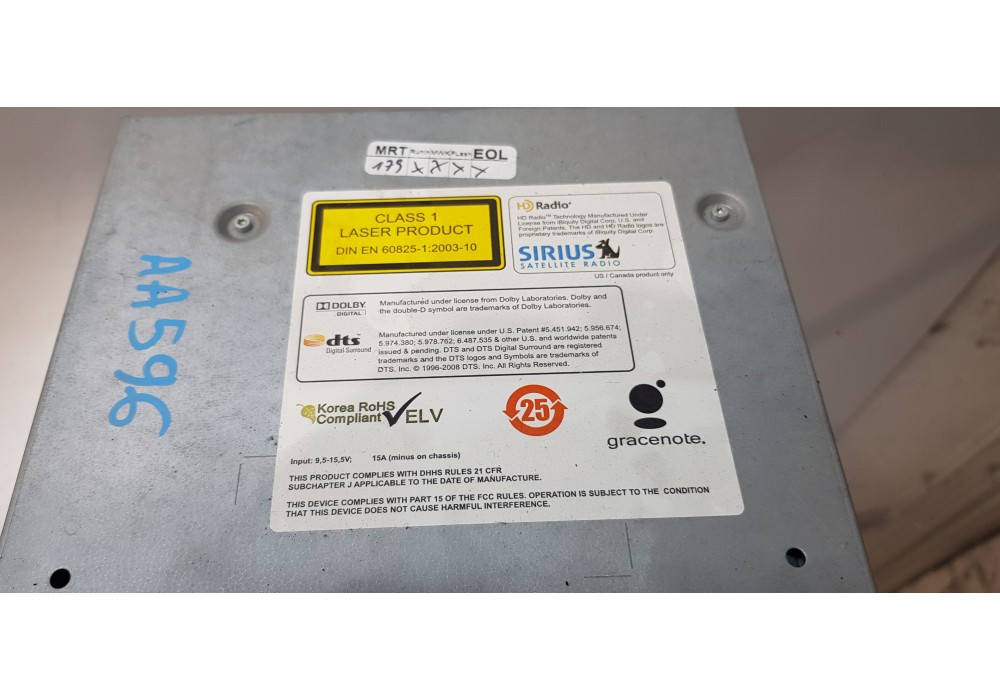 MRT EOL
179 X X X X
CLASS 1
LASER PRODUCT
DIN EN 60825-1:2003-10
HD Radio
HD Radio™ Technology Manufactured Under
License from iBiquity Digital Corp. U.S. and
Foreign Patents. The HD and HD Radio logos are
proprietary trademarks of iBiquity Digital Corp.
SIRIUS
SATELLITE RADIO
US / Canada product only
AA596
DOLBY
DIGITAL
Manufactured under license from Dolby Laboratories. Dolby and
the double-D symbol are trademarks of Dolby Laboratories.
dts
Digital Surround
Manufactured under license under U.S. Patent #5.451.942; 5.956.674;
5.974.380; 5.978.762; 6.487.535 & other U.S. and worldwide patents
issued & pending. DTS and DTS Digital Surround are registered
trademarks and the DTS logos and Symbols are trademarks of
DTS, Inc. © 1996-2008 DTS, Inc. All Rights Reserved.
Korea RoHS
Compliant
ELV
25
gracenote.
Input: 9,5-15,5V; 15A (minus on chassis)
THIS PRODUCT COMPLIES WITH DHHS RULES 21 CFR
SUBCHAPTER J APPLICABLE TO THE DATE OF MANUFACTURE.
THIS DEVICE COMPLIES WITH PART 15 OF THE FCC RULES. OPERATION IS SUBJECT TO THE CONDITION
THAT THIS DEVICE DOES NOT CAUSE HARMFUL INTERFERENCE.